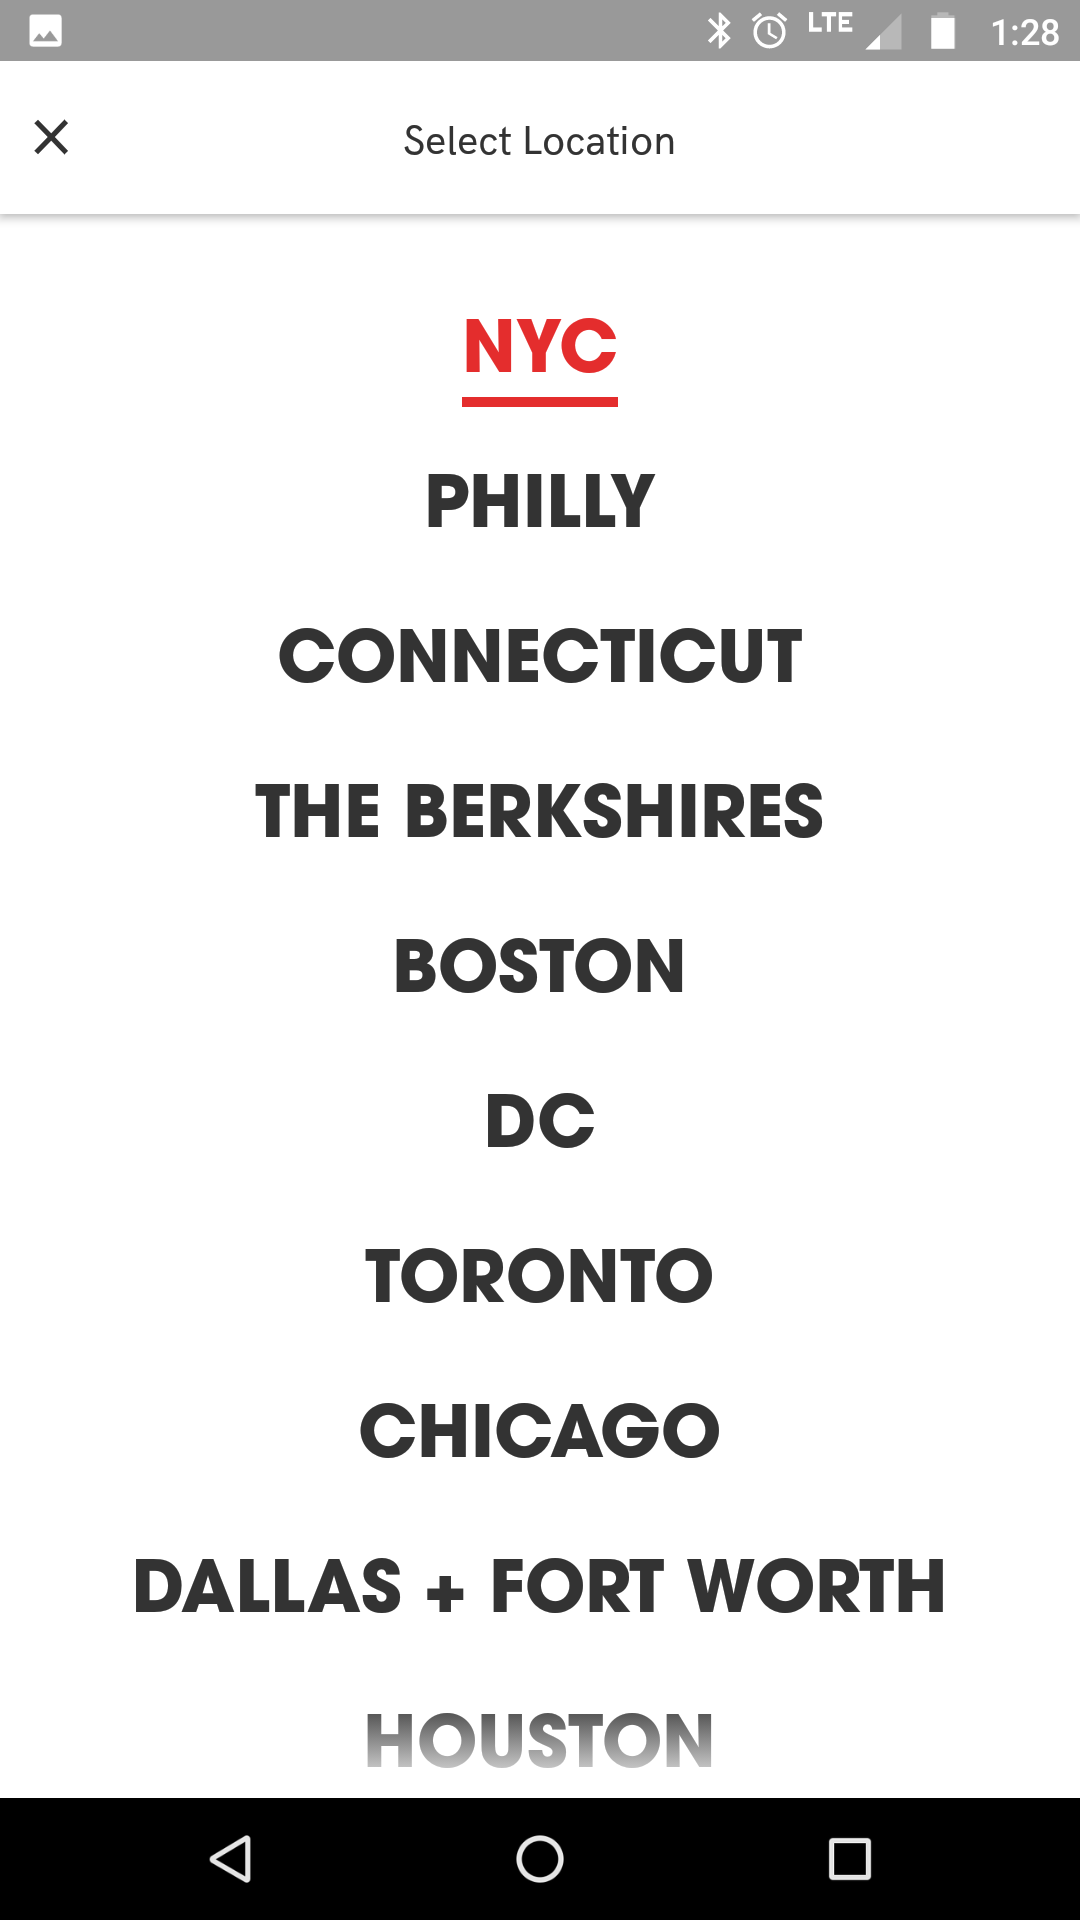 LTE 1:28
Select Location
NYC
PHILLY
CONNECTICUT
THE BERKSHIRES
BOSTON
DC
TORONTO
CHICAGO
DALLAS + FORT WORTH
HOUSTON